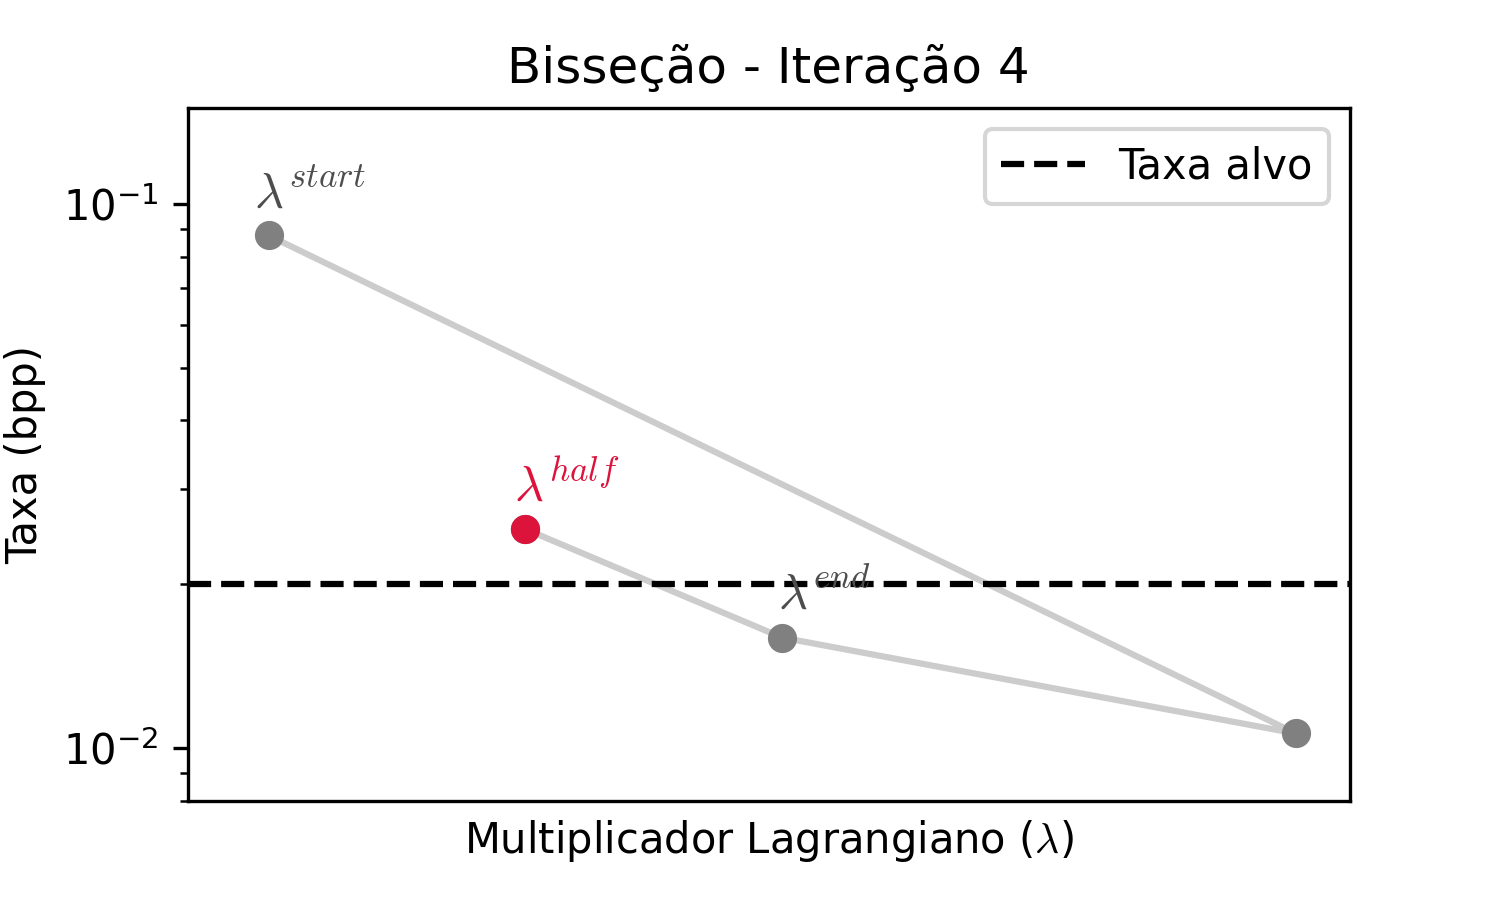 Bisseção - Iteração 4
Taxa alvo
λ^start
λ^half
λ^end
10⁻¹
10⁻²
Taxa (bpp)
Multiplicador Lagrangiano (λ)